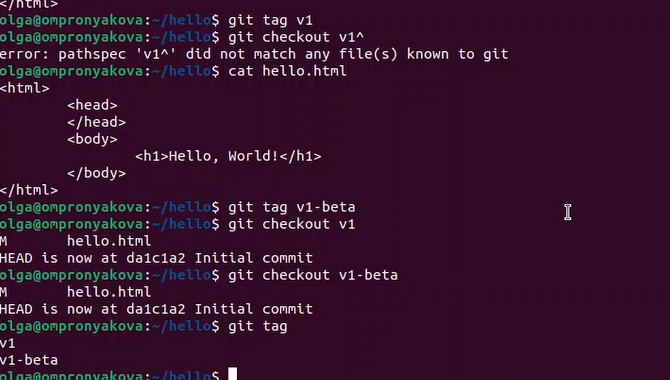 </html>
olga@ompronyakova:~/hello$ git tag v1
olga@ompronyakova:~/hello$ git checkout v1^
error: pathspec 'v1^' did not match any file(s) known to git
olga@ompronyakova:~/hello$ cat hello.html
<html>
        <head>
        </head>
        <body>
                <h1>Hello, World!</h1>
        </body>
</html>
olga@ompronyakova:~/hello$ git tag v1-beta
olga@ompronyakova:~/hello$ git checkout v1
M       hello.html
HEAD is now at da1c1a2 Initial commit
olga@ompronyakova:~/hello$ git checkout v1-beta
M       hello.html
HEAD is now at da1c1a2 Initial commit
olga@ompronyakova:~/hello$ git tag
v1
v1-beta
olga@ompronyakova:~/hello$